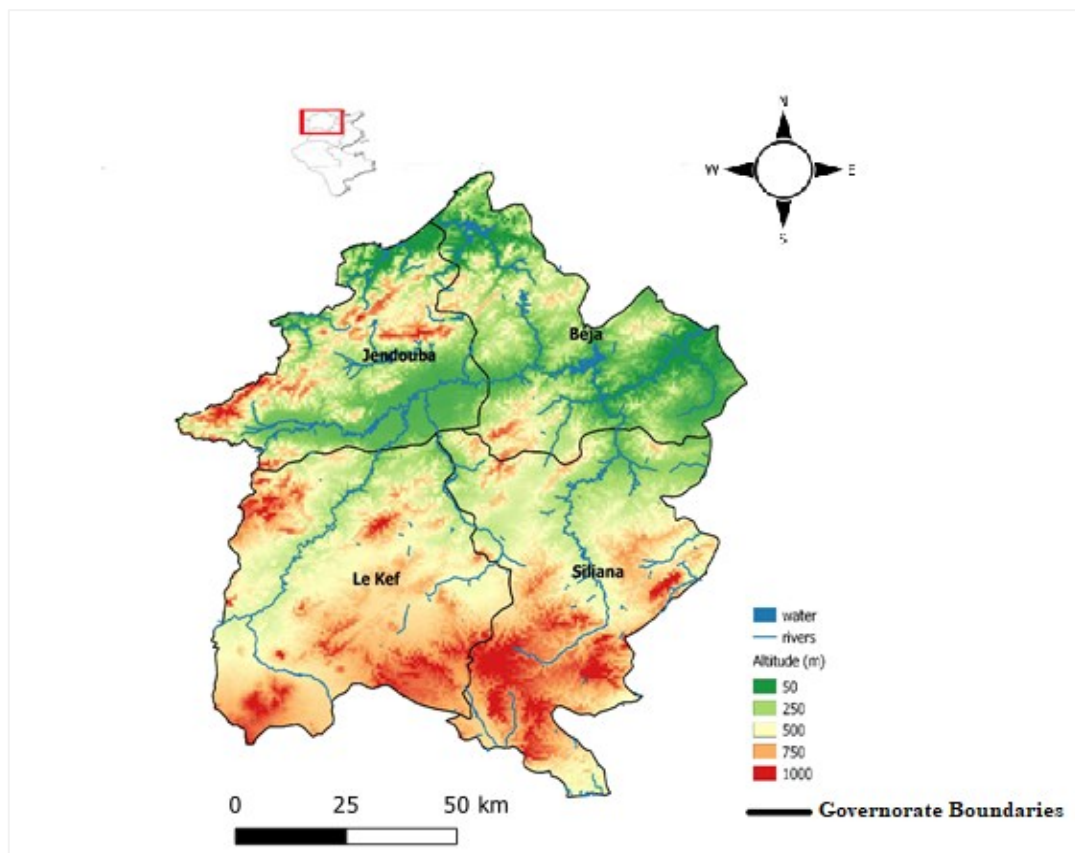 N
W
E
S
Béja
Jendouba
Siliana
Le Kef
water
rivers
Altitude (m)
50
250
500
750
1000
0 25 50 km
Governorate Boundaries